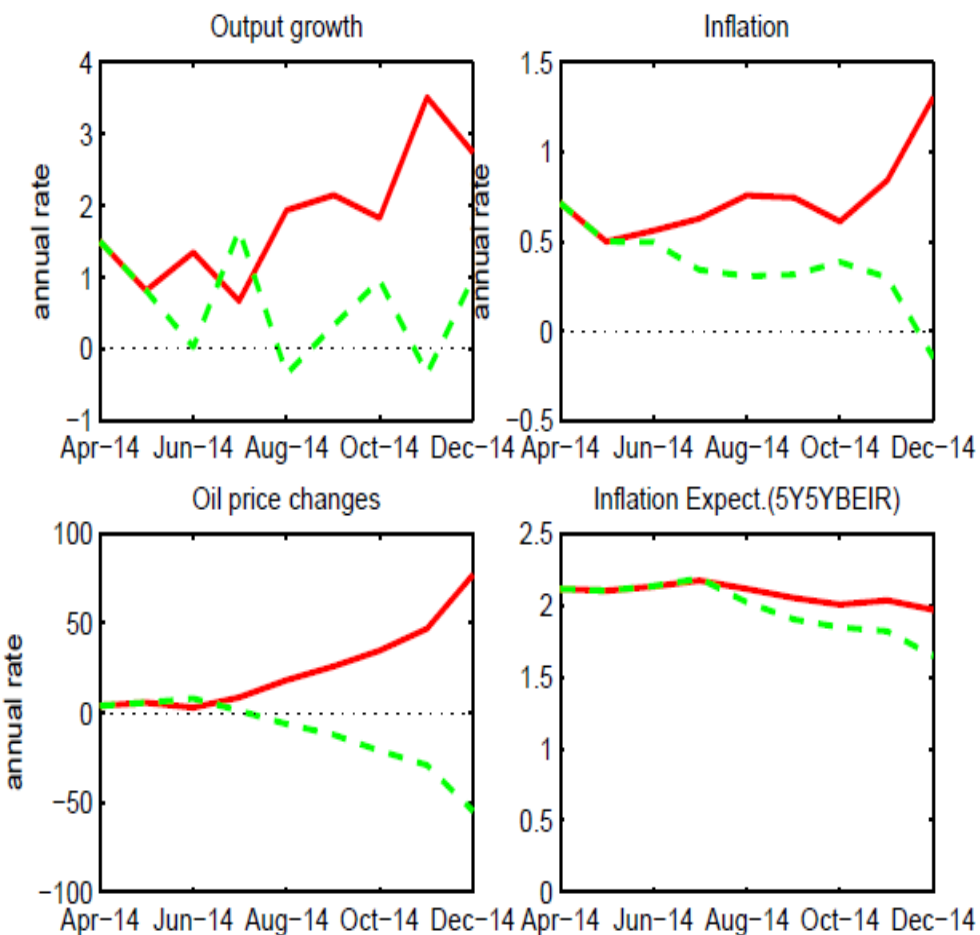 Output growth
4
3
2
1
0
−1
annual rate
Apr−14 Jun−14 Aug−14 Oct−14 Dec−14
Inflation
1.5
1
0.5
0
−0.5
annual rate
Apr−14 Jun−14 Aug−14 Oct−14 Dec−14
Oil price changes
100
50
0
−50
−100
annual rate
Apr−14 Jun−14 Aug−14 Oct−14 Dec−14
Inflation Expect.(5Y5YBEIR)
2.5
2
1.5
1
0.5
0
Apr−14 Jun−14 Aug−14 Oct−14 Dec−14